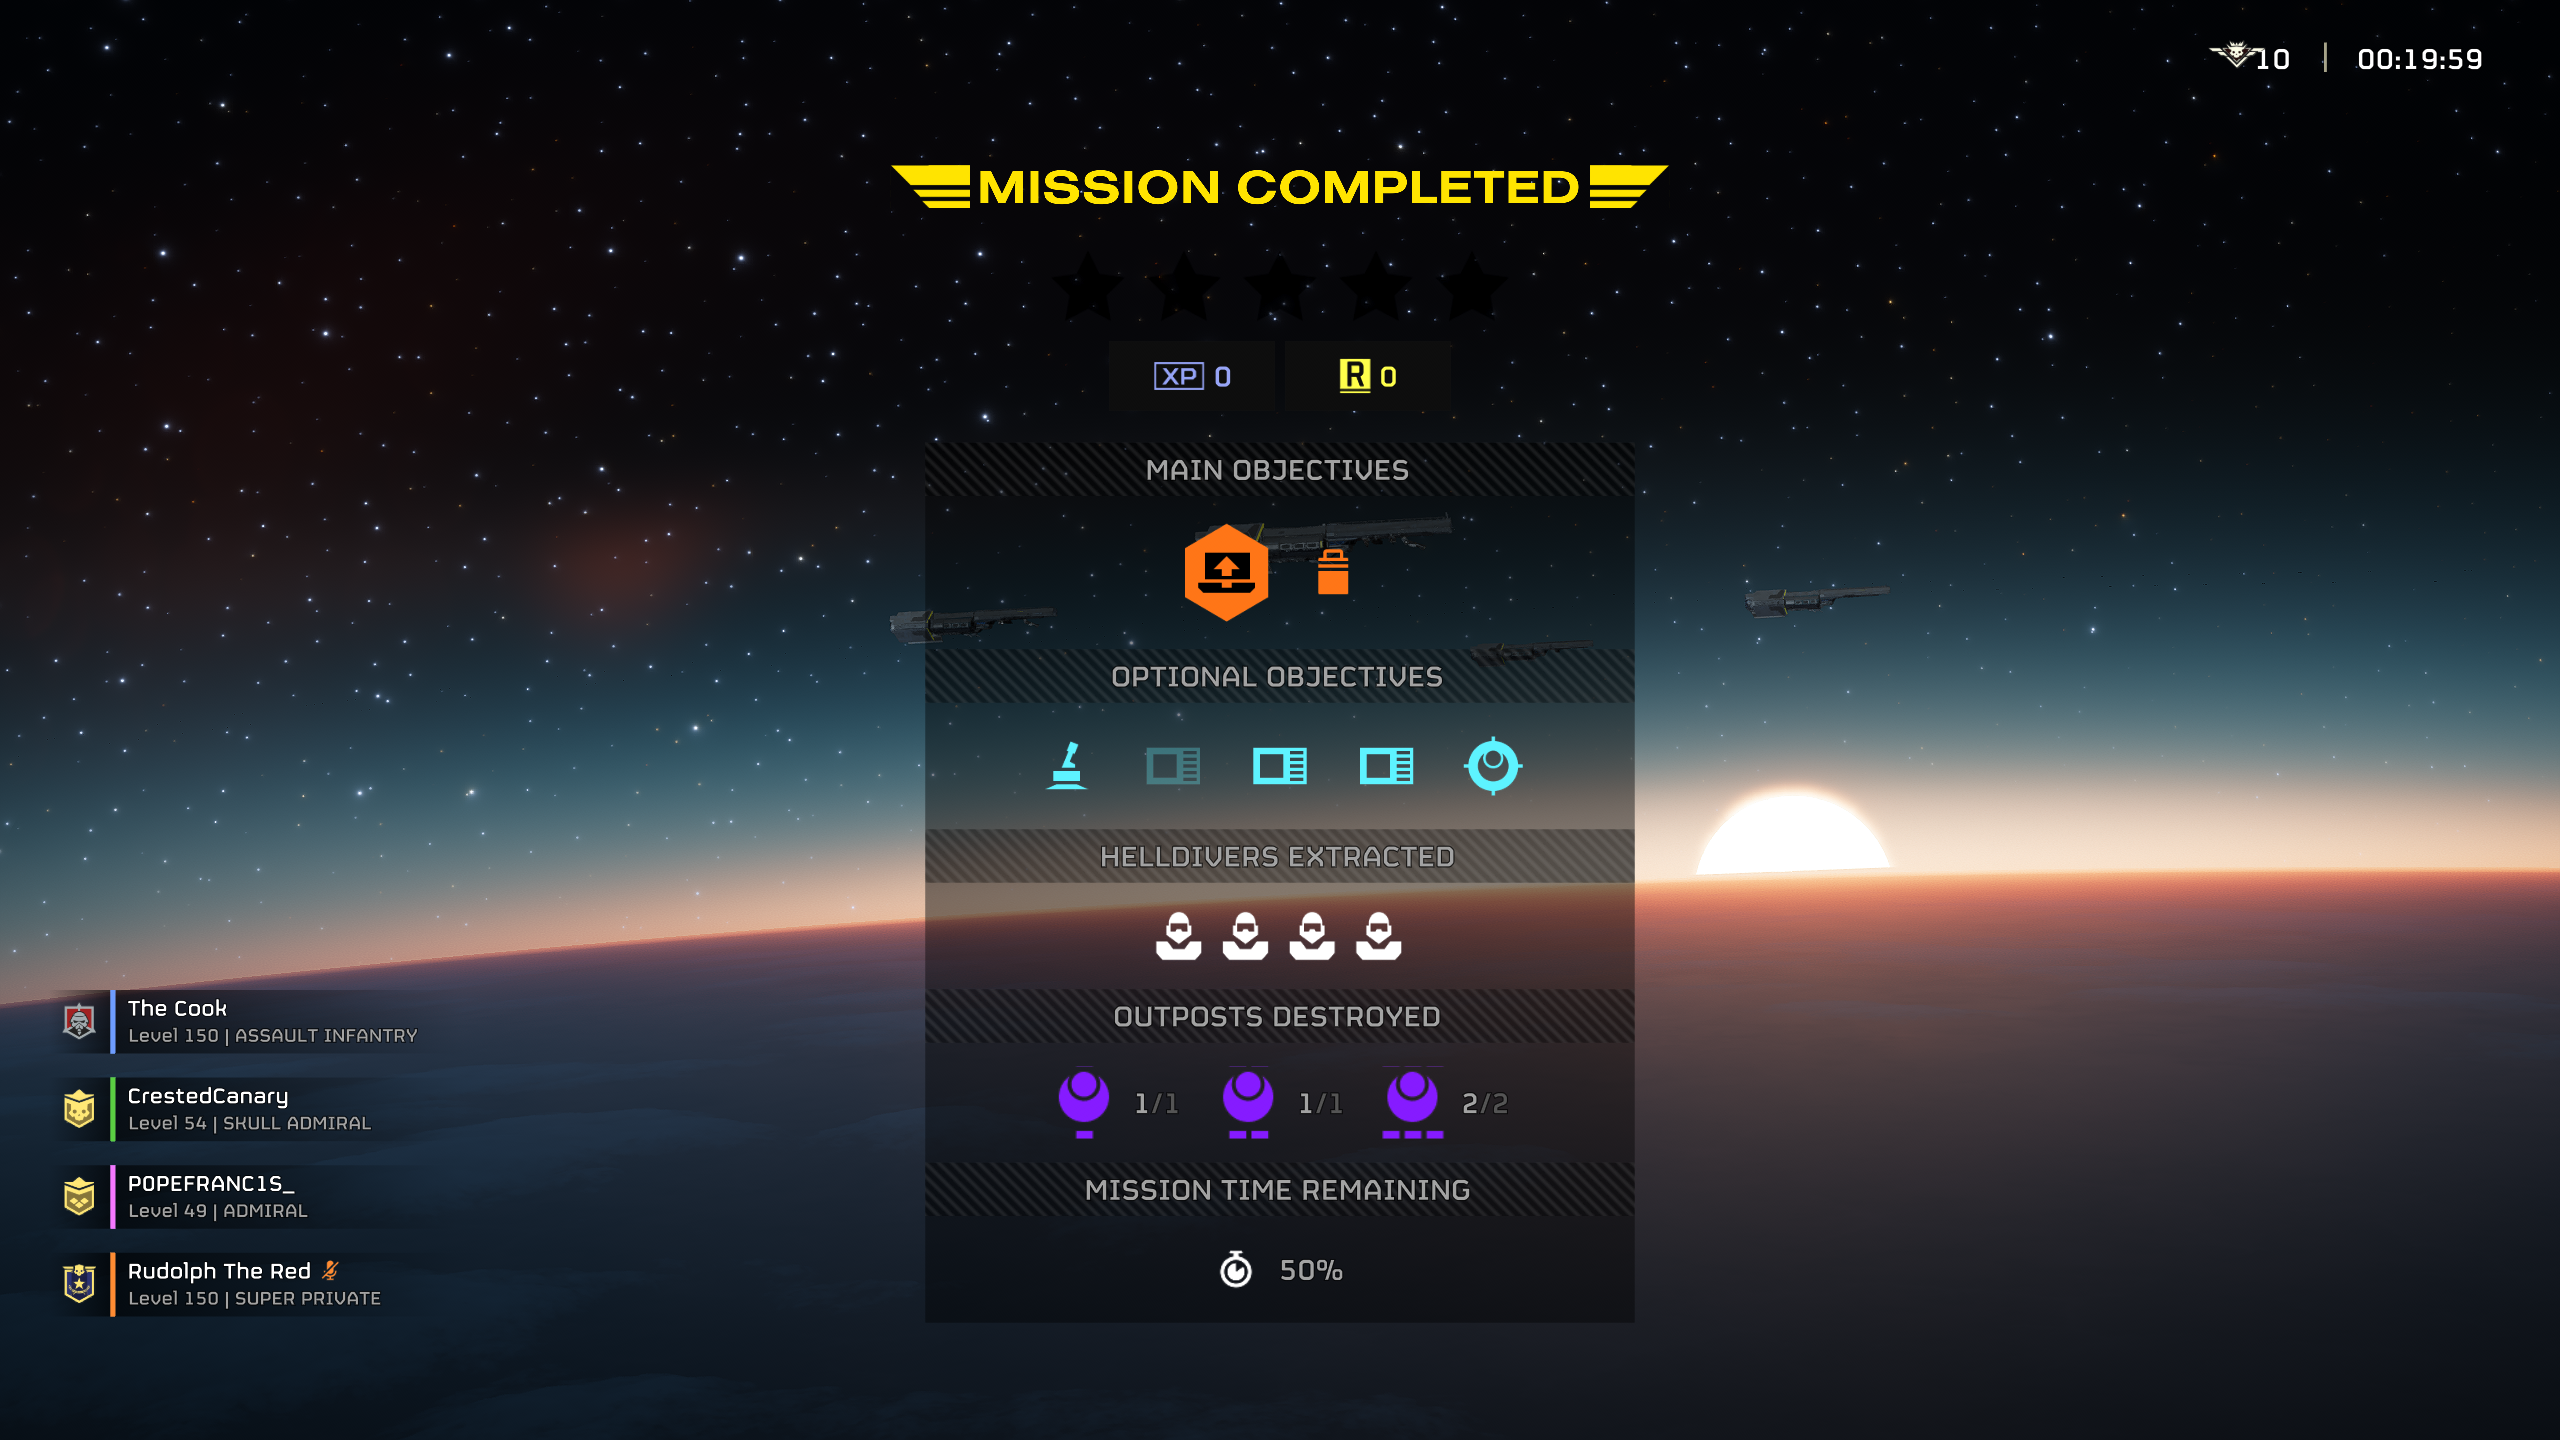 10 | 00:19:59
MISSION COMPLETED
XP 0
R 0
MAIN OBJECTIVES
OPTIONAL OBJECTIVES
HELLDIVERS EXTRACTED
OUTPOSTS DESTROYED
1/1 1/1 2/2
MISSION TIME REMAINING
50%
The Cook
Level 150 | ASSAULT INFANTRY
CrestedCanary
Level 54 | SKULL ADMIRAL
P0PEFRANC1S_
Level 49 | ADMIRAL
Rudolph The Red
Level 150 | SUPER PRIVATE